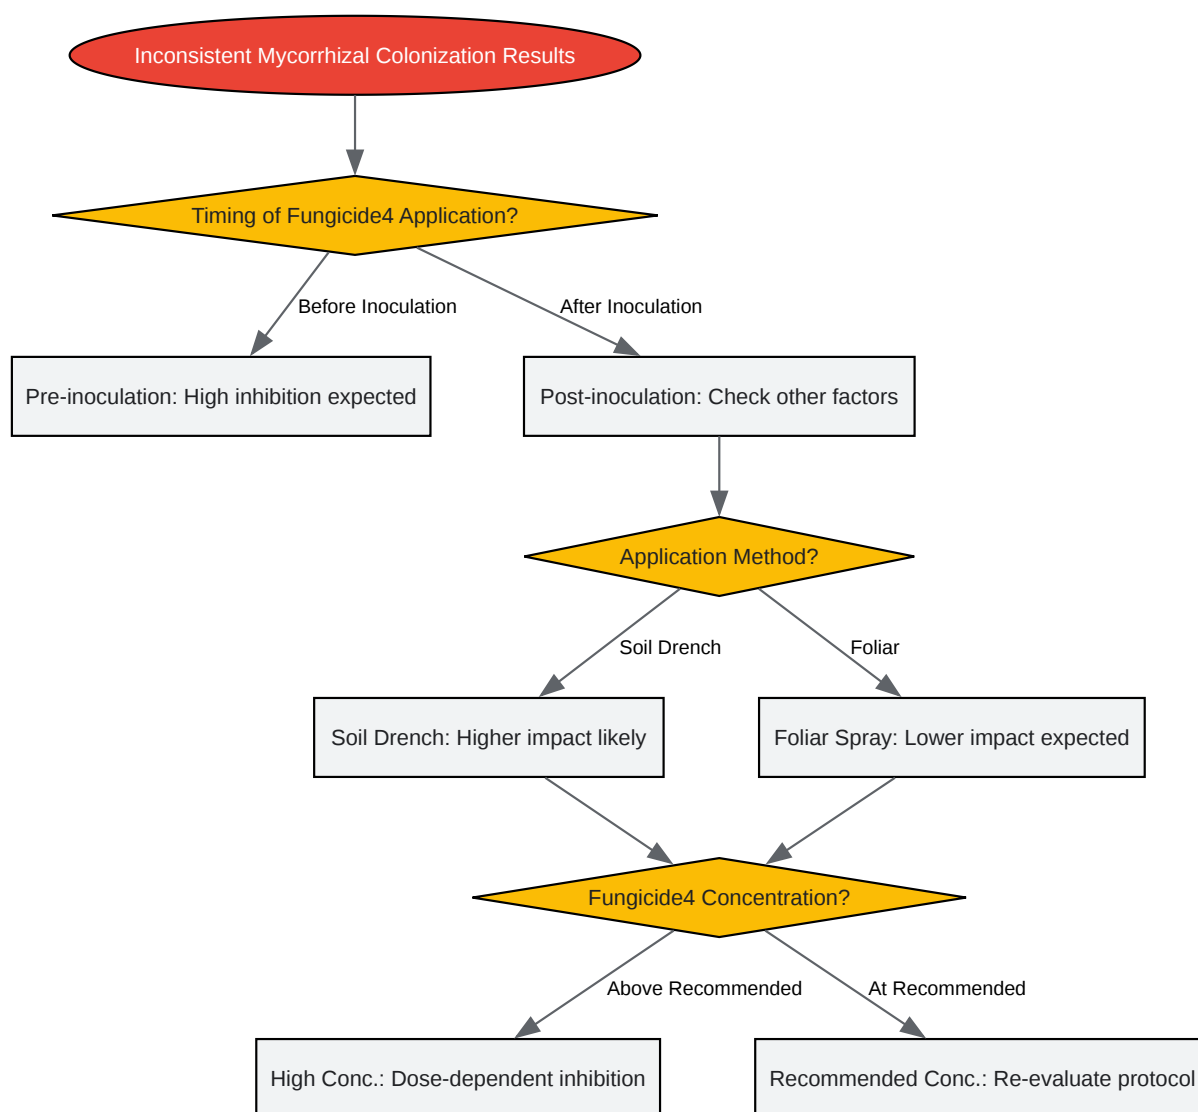 Inconsistent Mycorrhizal Colonization Results
Timing of Fungicide4 Application?
Before Inoculation
After Inoculation
Pre-inoculation: High inhibition expected
Post-inoculation: Check other factors
Application Method?
Soil Drench
Foliar
Soil Drench: Higher impact likely
Foliar Spray: Lower impact expected
Fungicide4 Concentration?
Above Recommended
At Recommended
High Conc.: Dose-dependent inhibition
Recommended Conc.: Re-evaluate protocol